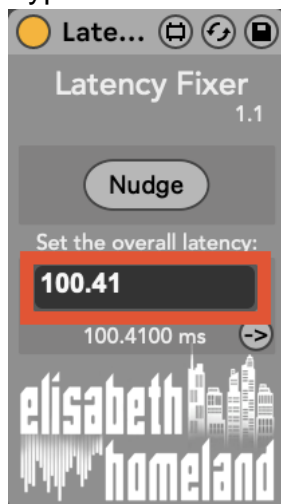 Late...
Latency Fixer
1.1
Nudge
Set the overall latency:
100.41
100.4100 ms
->
elisabeth
homeland